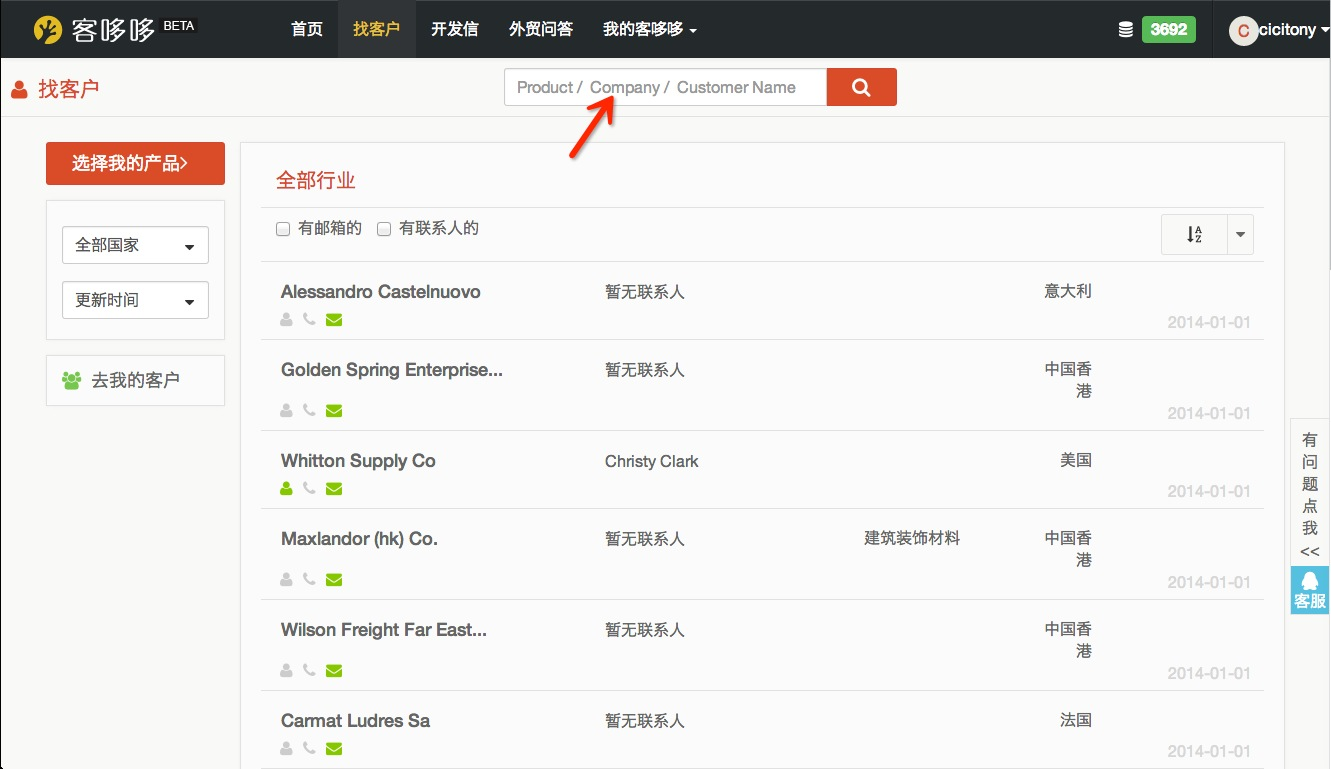 客哆哆 BETA
首页 找客户 开发信 外贸问答 我的客哆哆
3692
C cicitony
找客户
Product / Company / Customer Name
选择我的产品>
全部国家
更新时间
去我的客户
全部行业
有邮箱的 有联系人的
A
Z
Alessandro Castelnuovo 暂无联系人 意大利
2014-01-01
Golden Spring Enterprise... 暂无联系人 中国香
港
2014-01-01
Whitton Supply Co Christy Clark 美国
2014-01-01
Maxlandor (hk) Co. 暂无联系人 建筑装饰材料 中国香
港
2014-01-01
Wilson Freight Far East... 暂无联系人 中国香
港
2014-01-01
Carmat Ludres Sa 暂无联系人 法国
2014-01-01
有
问
题
点
我
<<
客服